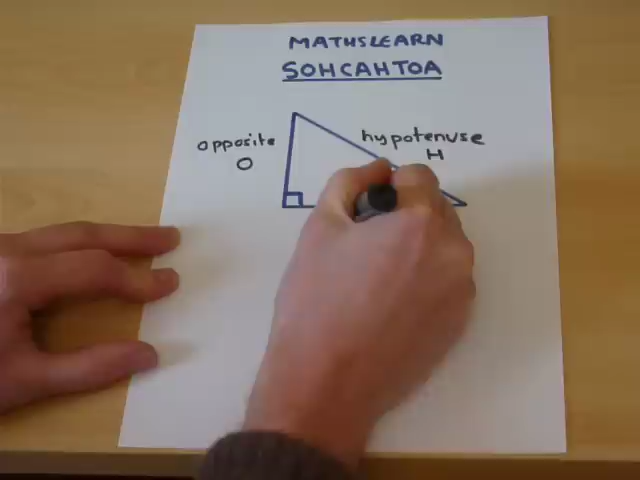 MATHSLEARN
SOHCAHTOA
opposite
O
hypotenuse
H